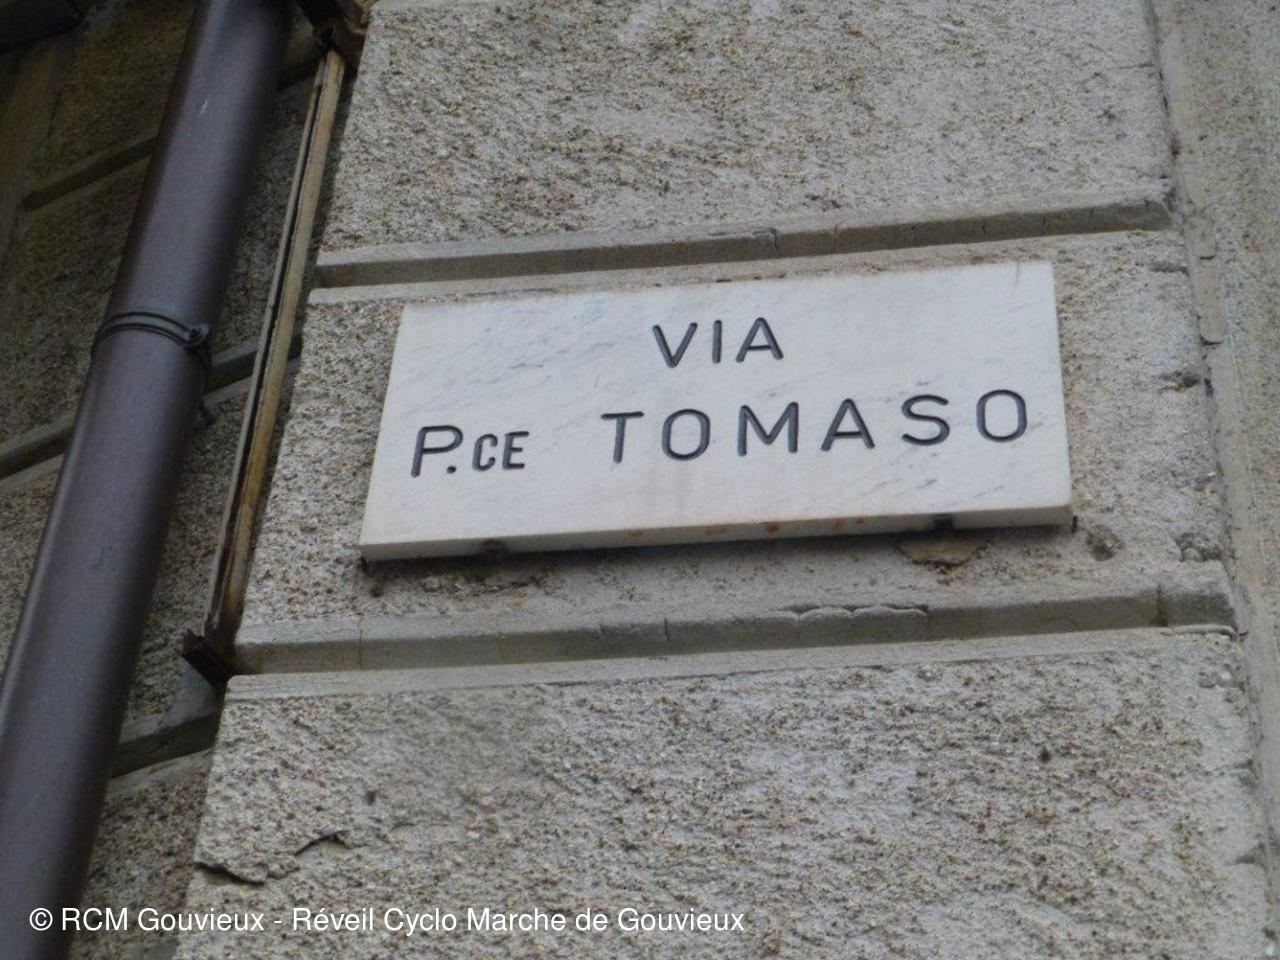 VIA
P.CE TOMASO
© RCM Gouvieux - Réveil Cyclo Marche de Gouvieux